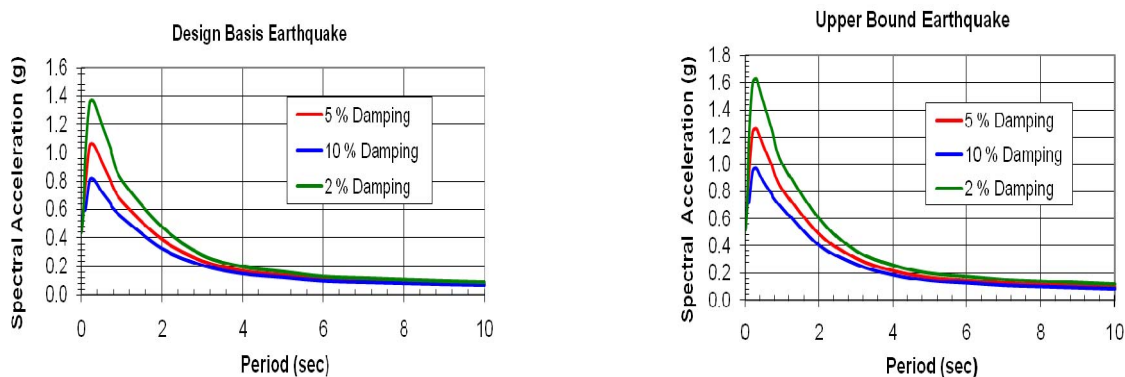 Design Basis Earthquake
Spectral Acceleration (g)
1.6
1.4
1.2
1.0
0.8
0.6
0.4
0.2
0.0
5 % Damping
10 % Damping
2 % Damping
0 2 4 6 8 10
Period (sec)
Upper Bound Earthquake
Spectral Acceleration (g)
1.8
1.6
1.4
1.2
1.0
0.8
0.6
0.4
0.2
0.0
5 % Damping
10 % Damping
2 % Damping
0 2 4 6 8 10
Period (sec)